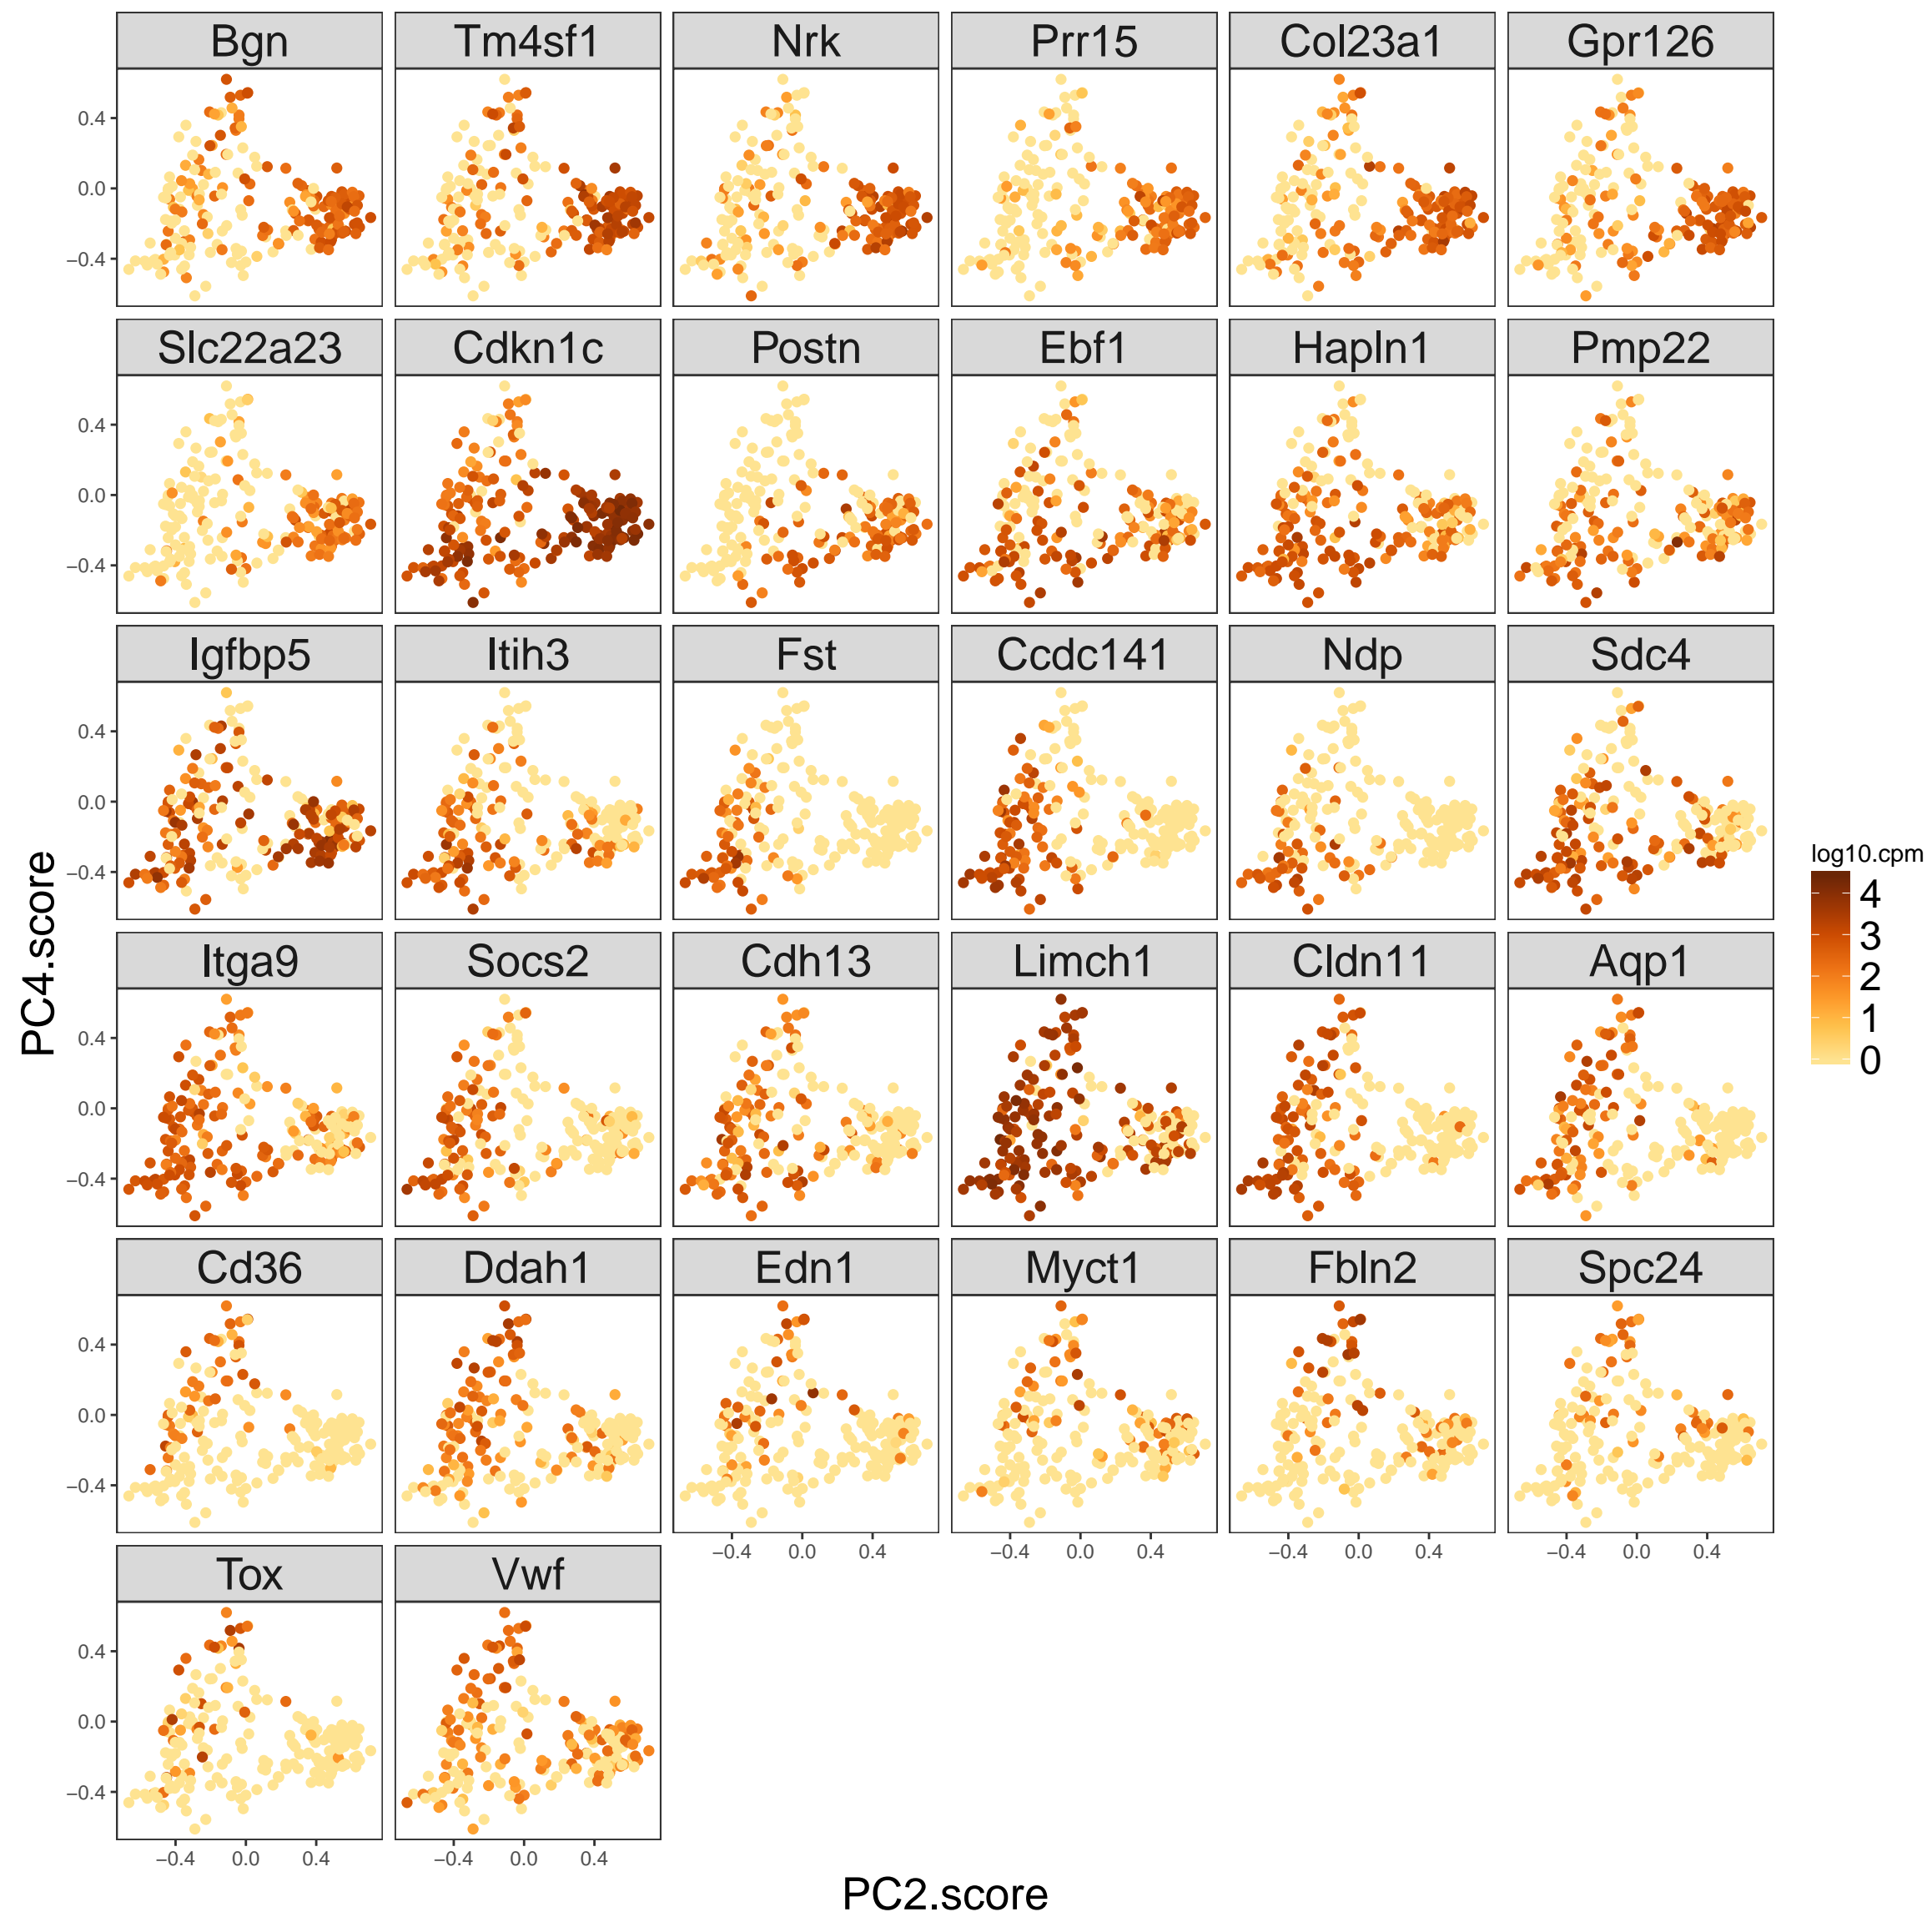 Bgn Tm4sf1 Nrk Prr15 Col23a1 Gpr126
0.4
0.0
−0.4
Slc22a23 Cdkn1c Postn Ebf1 Hapln1 Pmp22
0.4
0.0
−0.4
Igfbp5 Itih3 Fst Ccdc141 Ndp Sdc4
0.4
0.0
−0.4
PC4.score
log10.cpm
4
3
2
1
0
Itga9 Socs2 Cdh13 Limch1 Cldn11 Aqp1
0.4
0.0
−0.4
Cd36 Ddah1 Edn1 Myct1 Fbln2 Spc24
0.4
0.0
−0.4
−0.4 0.0 0.4 −0.4 0.0 0.4 −0.4 0.0 0.4 −0.4 0.0 0.4
Tox Vwf
0.4
0.0
−0.4
−0.4 0.0 0.4 −0.4 0.0 0.4
PC2.score